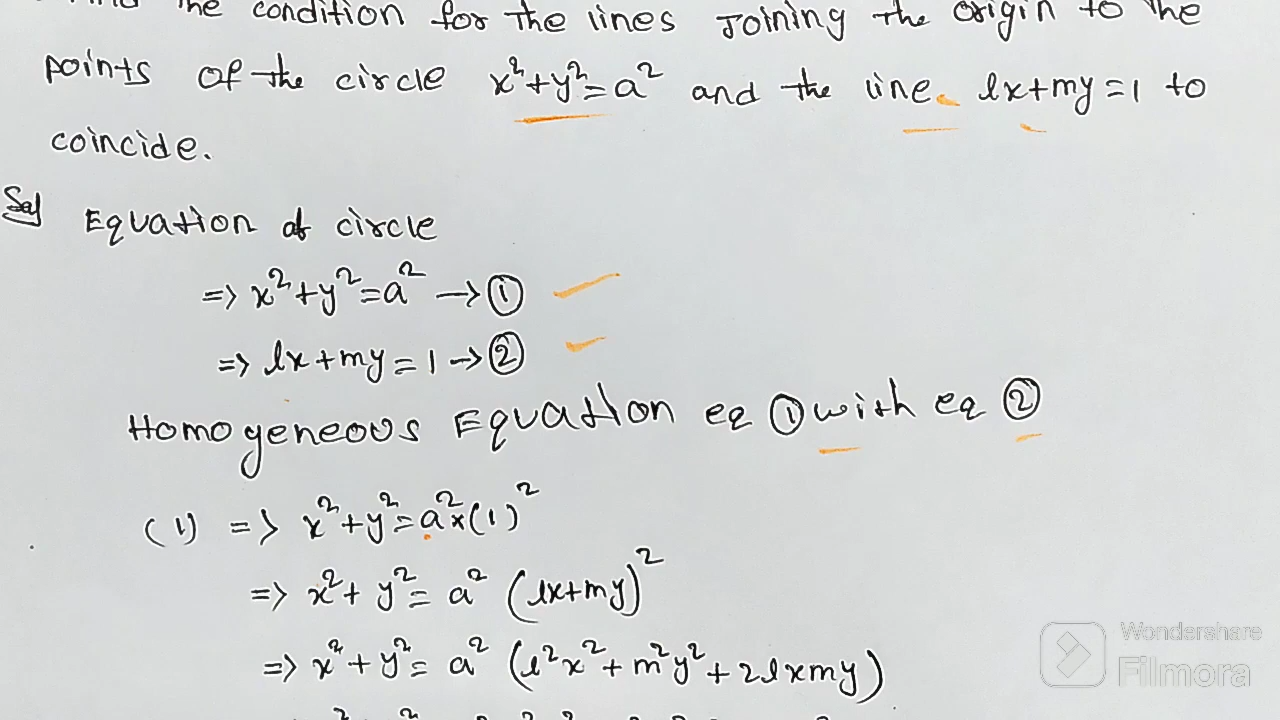 the condition for the lines Joining the origin to the
points of the circle x²+y²=a² and the line lx+my=1 to
coincide.
Sol Equation of circle
=> x²+y²=a² → ①
=> lx+my=1 → ②
Homogeneous Equation eq ① with eq ②
(1) => x²+y²=a²×(1)²
=> x²+y²= a² (lx+my)²
=> x²+y²= a² (l²x²+m²y²+2lxmy)
Wondershare
Filmora